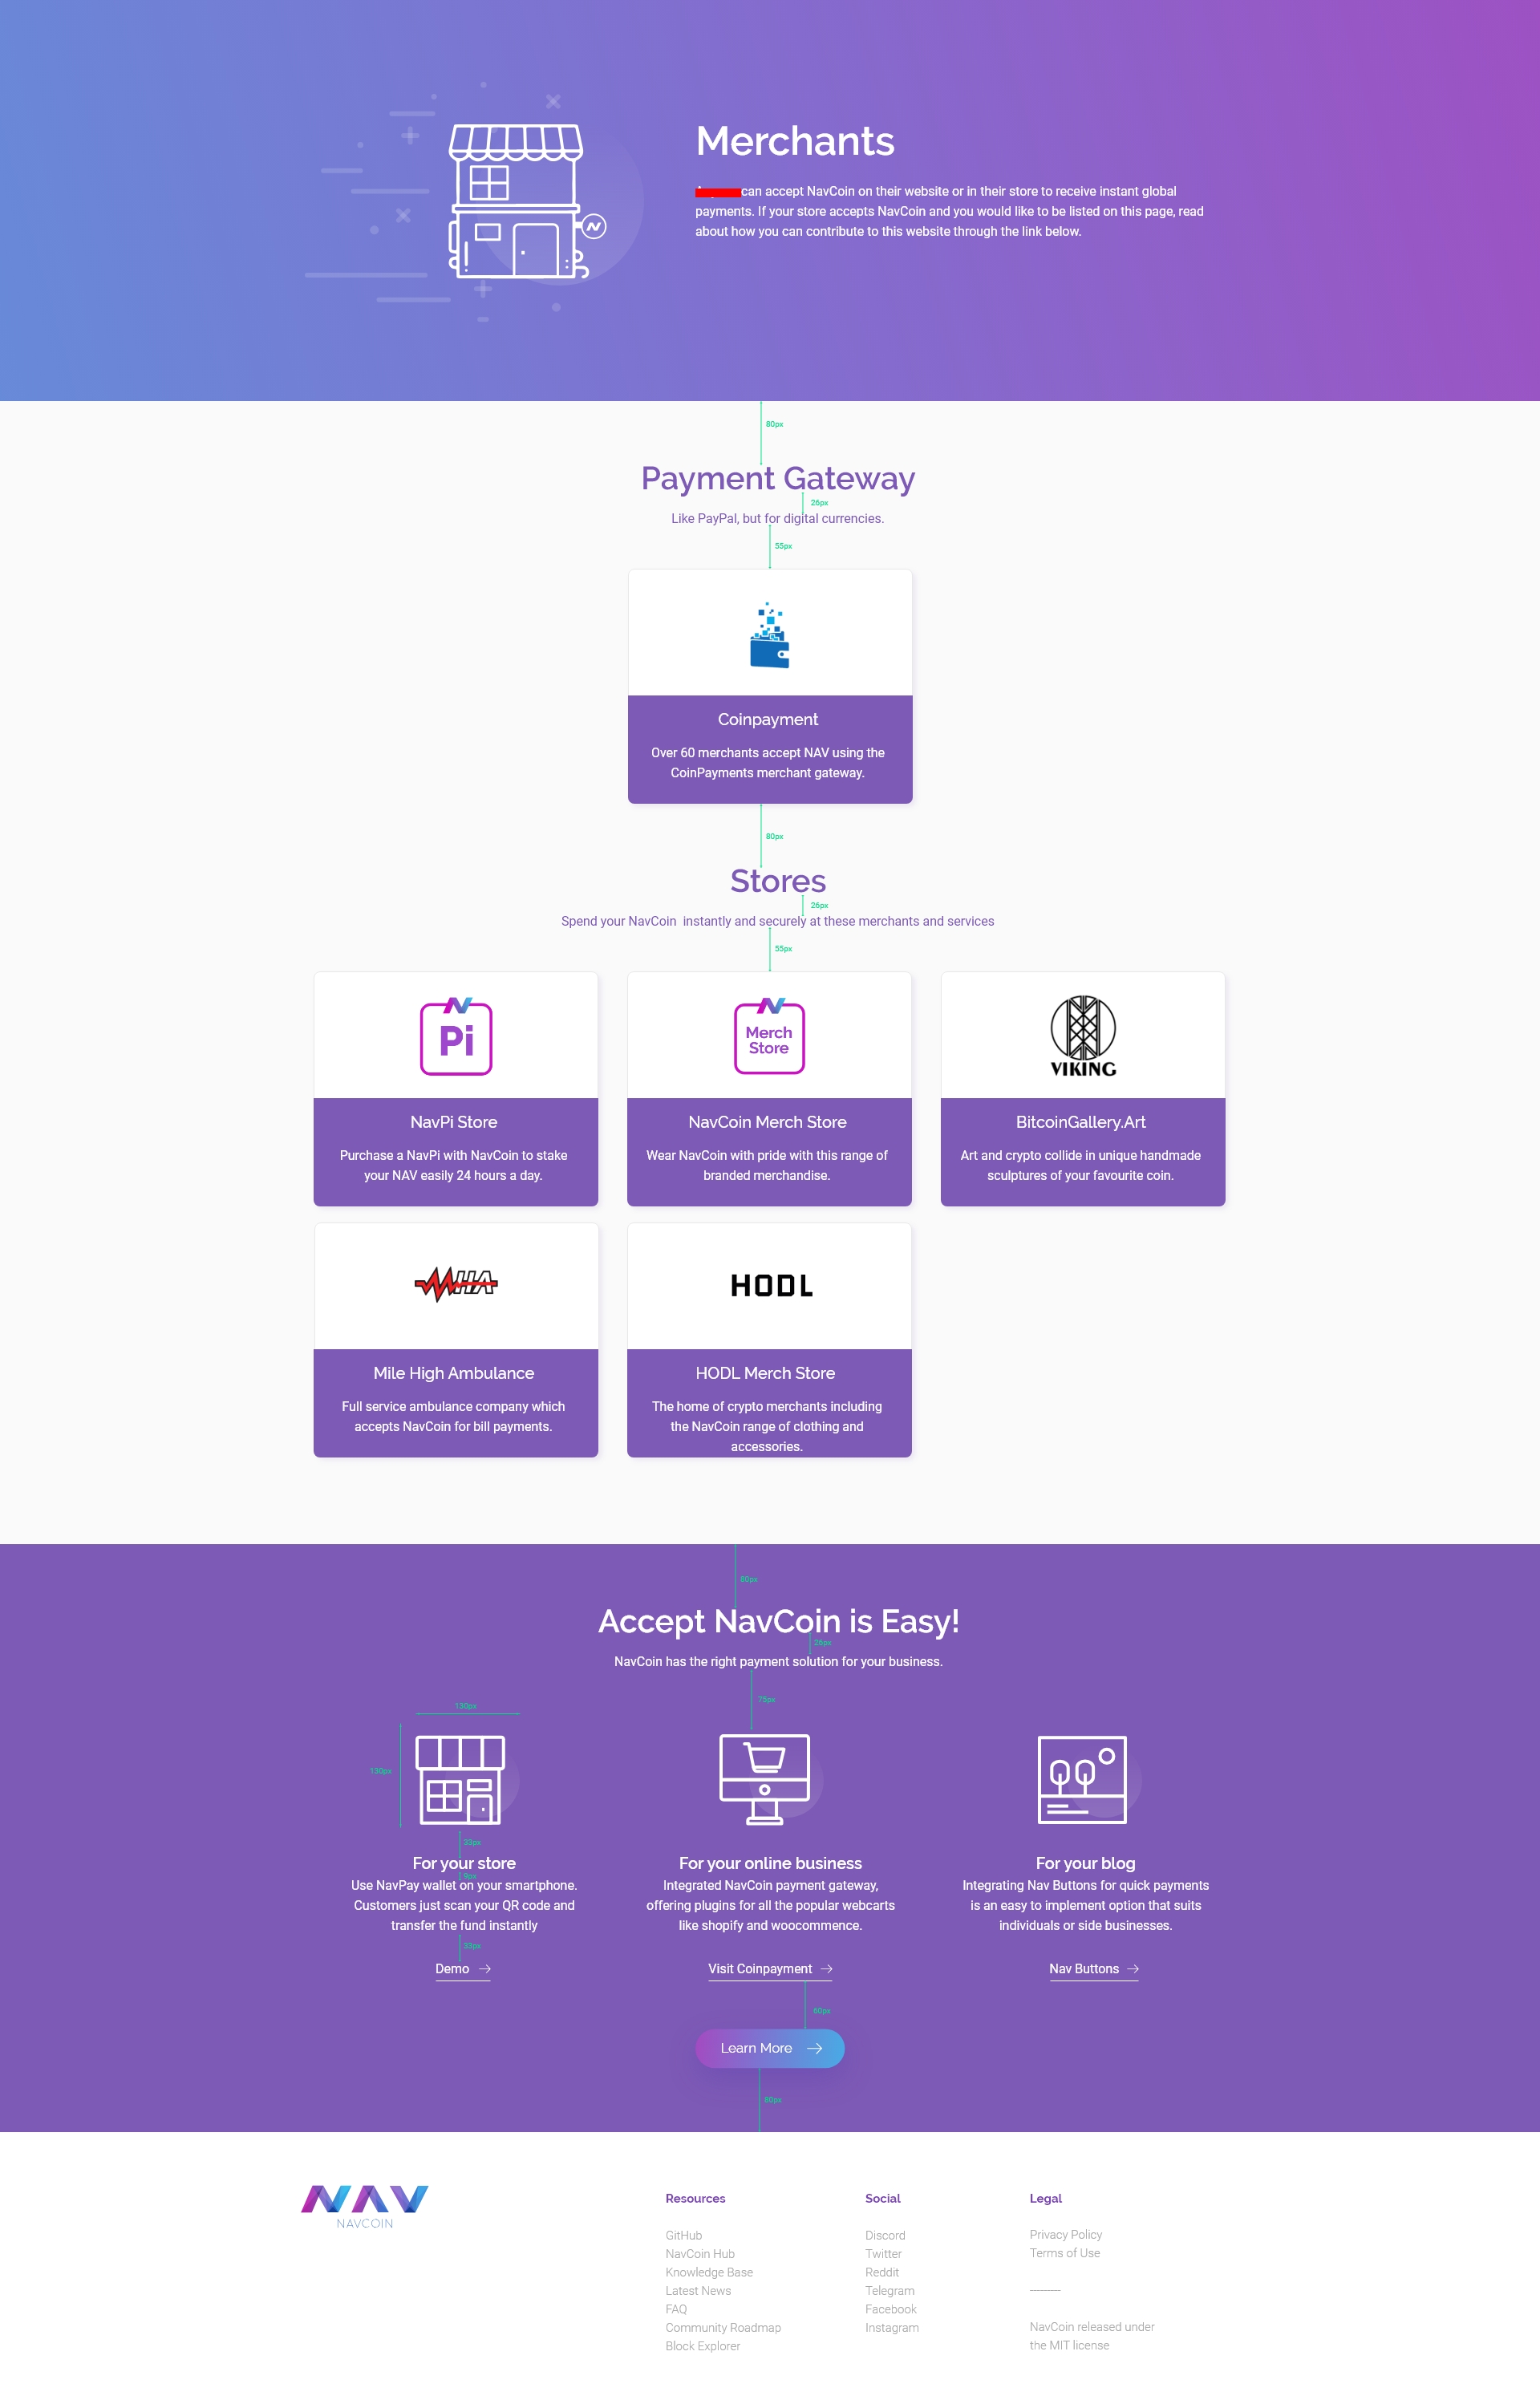 Merchants
can accept NavCoin on their website or in their store to receive instant global
payments. If your store accepts NavCoin and you would like to be listed on this page, read
about how you can contribute to this website through the link below.
80px
Payment Gateway
26px
Like PayPal, but for digital currencies.
55px
Coinpayment
Over 60 merchants accept NAV using the
CoinPayments merchant gateway.
80px
Stores
26px
Spend your NavCoin instantly and securely at these merchants and services
55px
Pi
NavPi Store
Purchase a NavPi with NavCoin to stake
your NAV easily 24 hours a day.
Merch
Store
NavCoin Merch Store
Wear NavCoin with pride with this range of
branded merchandise.
VIKING
BitcoinGallery.Art
Art and crypto collide in unique handmade
sculptures of your favourite coin.
MHA
Mile High Ambulance
Full service ambulance company which
accepts NavCoin for bill payments.
HODL
HODL Merch Store
The home of crypto merchants including
the NavCoin range of clothing and
accessories.
80px
Accept NavCoin is Easy!
26px
NavCoin has the right payment solution for your business.
75px
130px
130px
33px
For your store
9px
Use NavPay wallet on your smartphone.
Customers just scan your QR code and
transfer the fund instantly
33px
Demo
For your online business
Integrated NavCoin payment gateway,
offering plugins for all the popular webcarts
like shopify and woocommence.
Visit Coinpayment
For your blog
Integrating Nav Buttons for quick payments
is an easy to implement option that suits
individuals or side businesses.
Nav Buttons
60px
Learn More
80px
NAV
NAVCOIN
Resources
GitHub
NavCoin Hub
Knowledge Base
Latest News
FAQ
Community Roadmap
Block Explorer
Social
Discord
Twitter
Reddit
Telegram
Facebook
Instagram
Legal
Privacy Policy
Terms of Use
NavCoin released under
the MIT license